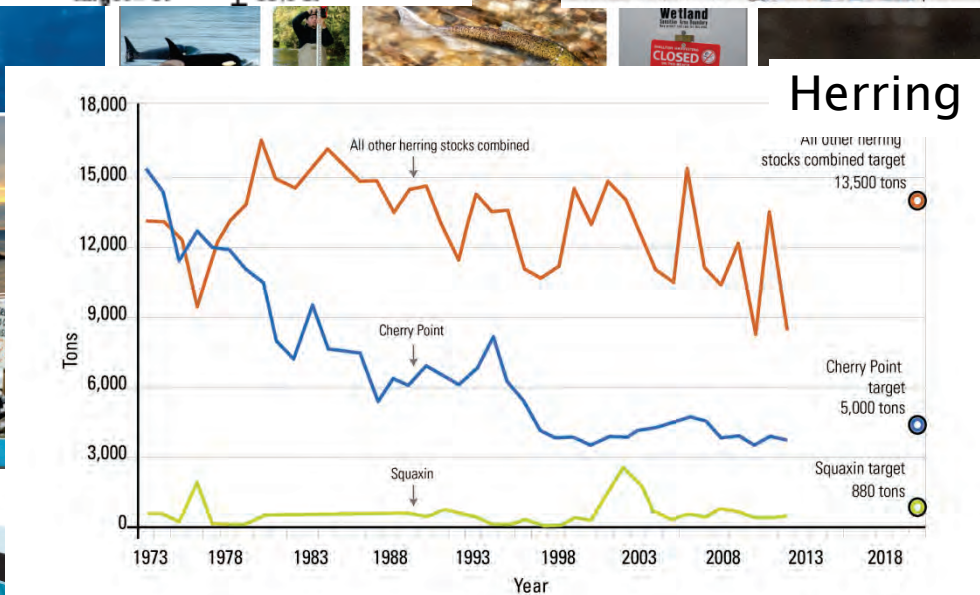 Wetland
CLOSED
Herring
18,000
15,000
12,000
9,000
6,000
3,000
0
Tons
All other herring stocks combined
Cherry Point
Squaxin
All other herring
stocks combined target
13,500 tons
Cherry Point
target
5,000 tons
Squaxin target
880 tons
1973 1978 1983 1988 1993 1998 2003 2008 2013 2018
Year